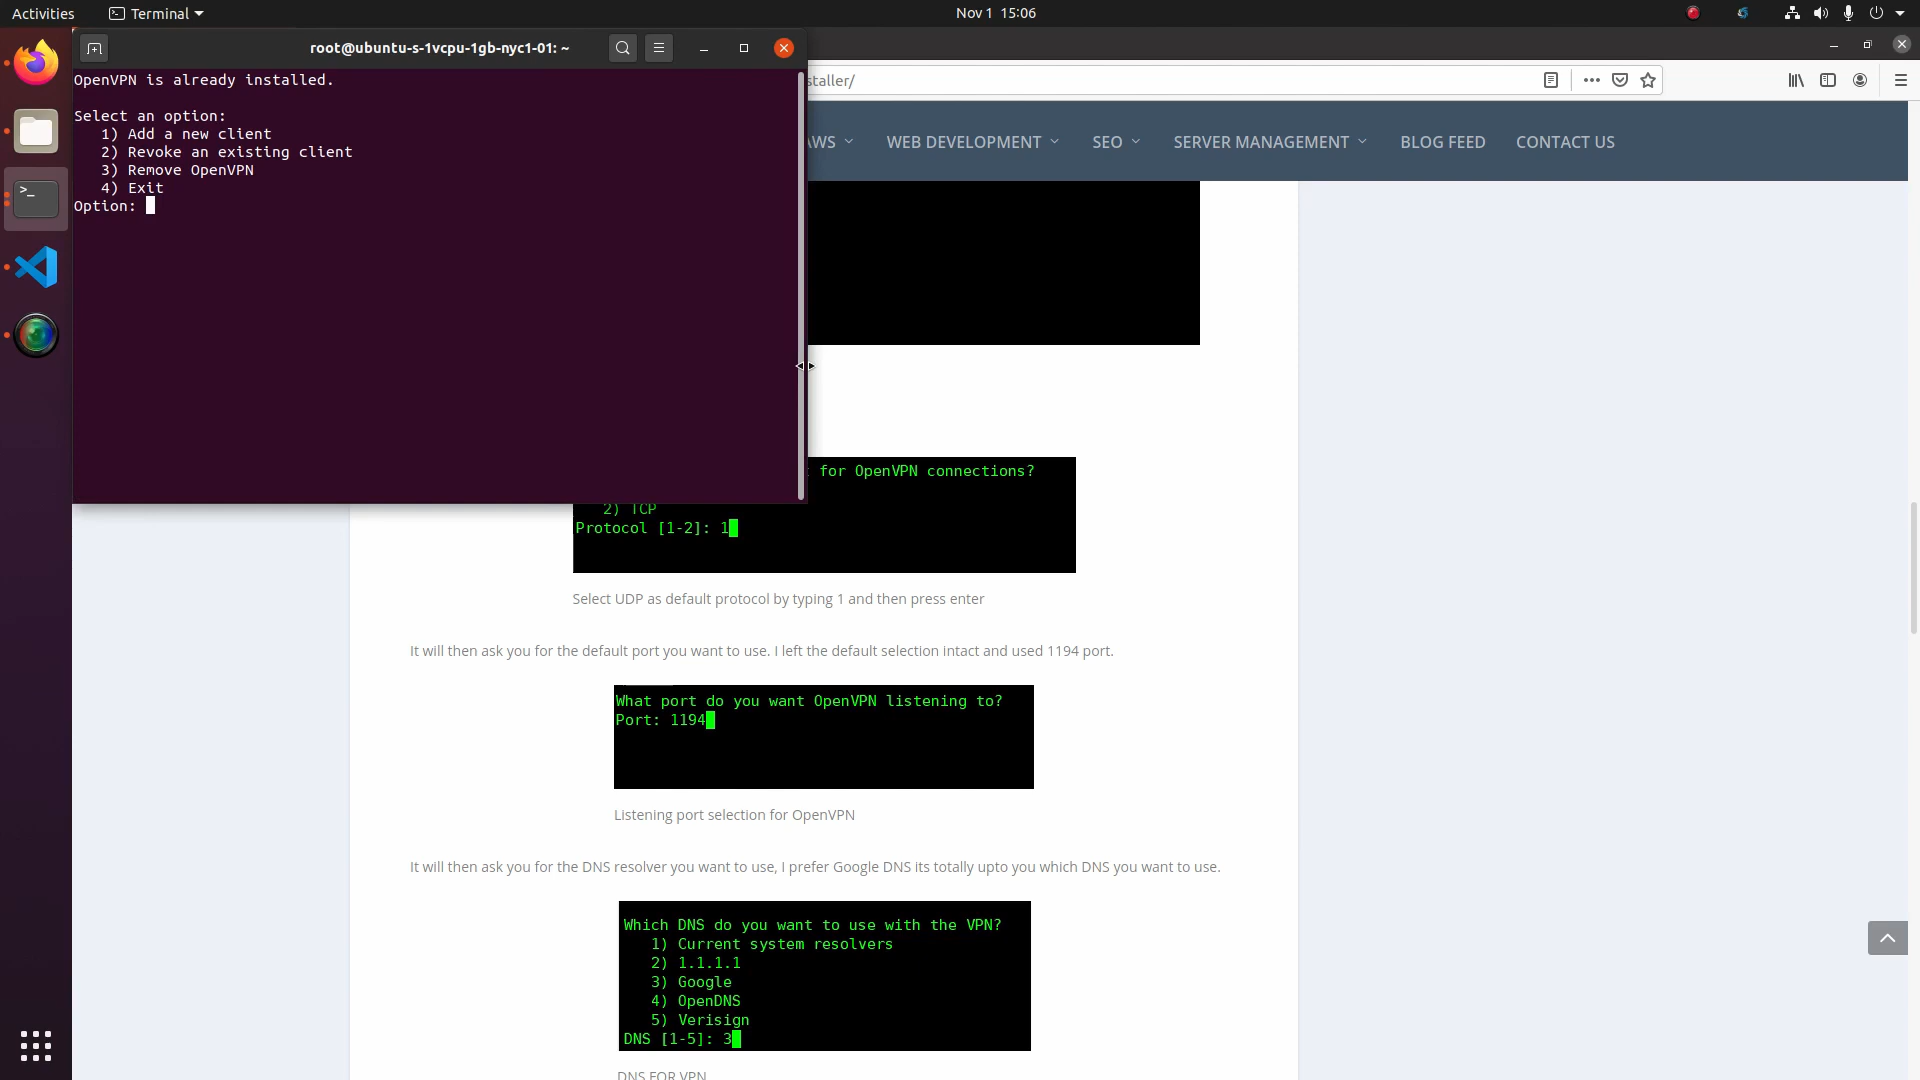 Activities
Terminal
Nov 1 15:06
root@ubuntu-s-1vcpu-1gb-nyc1-01: ~
OpenVPN is already installed.
Select an option:
1) Add a new client
2) Revoke an existing client
3) Remove OpenVPN
4) Exit
Option:
staller/
AWS
WEB DEVELOPMENT
SEO
SERVER MANAGEMENT
BLOG FEED
CONTACT US
for OpenVPN connections?
2) TCP
Protocol [1-2]: 1
Select UDP as default protocol by typing 1 and then press enter
It will then ask you for the default port you want to use. I left the default selection intact and used 1194 port.
What port do you want OpenVPN listening to?
Port: 1194
Listening port selection for OpenVPN
It will then ask you for the DNS resolver you want to use, I prefer Google DNS its totally upto you which DNS you want to use.
Which DNS do you want to use with the VPN?
1) Current system resolvers
2) 1.1.1.1
3) Google
4) OpenDNS
5) Verisign
DNS [1-5]: 3
DNS FOR VPN